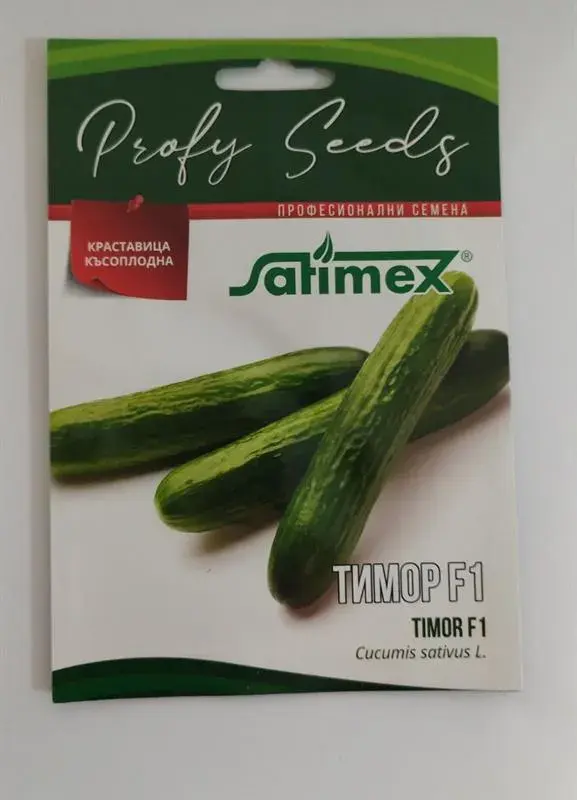 Profy Seeds
ПРОФЕСИОНАЛНИ СЕМЕНА
КРАСТАВИЦА
КЪСОПЛОДНА
Satimex®
ТИМОР F1
TIMOR F1
Cucumis sativus L.